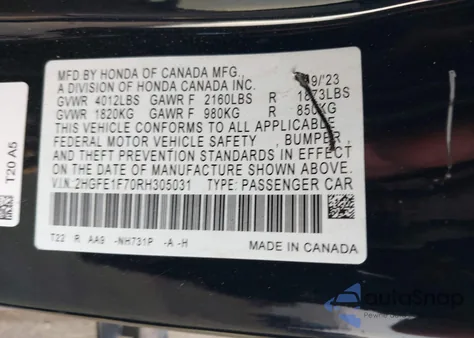 MFD BY HONDA OF CANADA MFG. 9/23
A DIVISION OF HONDA CANADA INC.
GVWR 4012LBS GAWR F 2160LBS R 1873LBS
GVWR 1820KG GAWR F 980KG R 850KG
THIS VEHICLE CONFORMS TO ALL APPLICABLE
FEDERAL MOTOR VEHICLE SAFETY , BUMPER,
AND THEFT PREVENTION STANDARDS IN EFFECT
ON THE DATE OF MANUFACTURE SHOWN ABOVE.
V.I.N: 2HGFE1F70RH305031 TYPE: PASSENGER CAR
T22 R AA9 -NH731P -A -H
MADE IN CANADA
T20 A5
AutoSnap